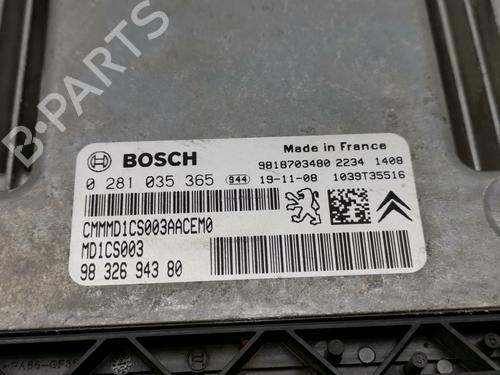 BOSCH
Made in France
9818703480 2234 1408
0 281 035 365 944 19-11-08 1039T35516
CMMMD1CS003AACEM0
MD1CS003
98 326 943 80
B-PARTS